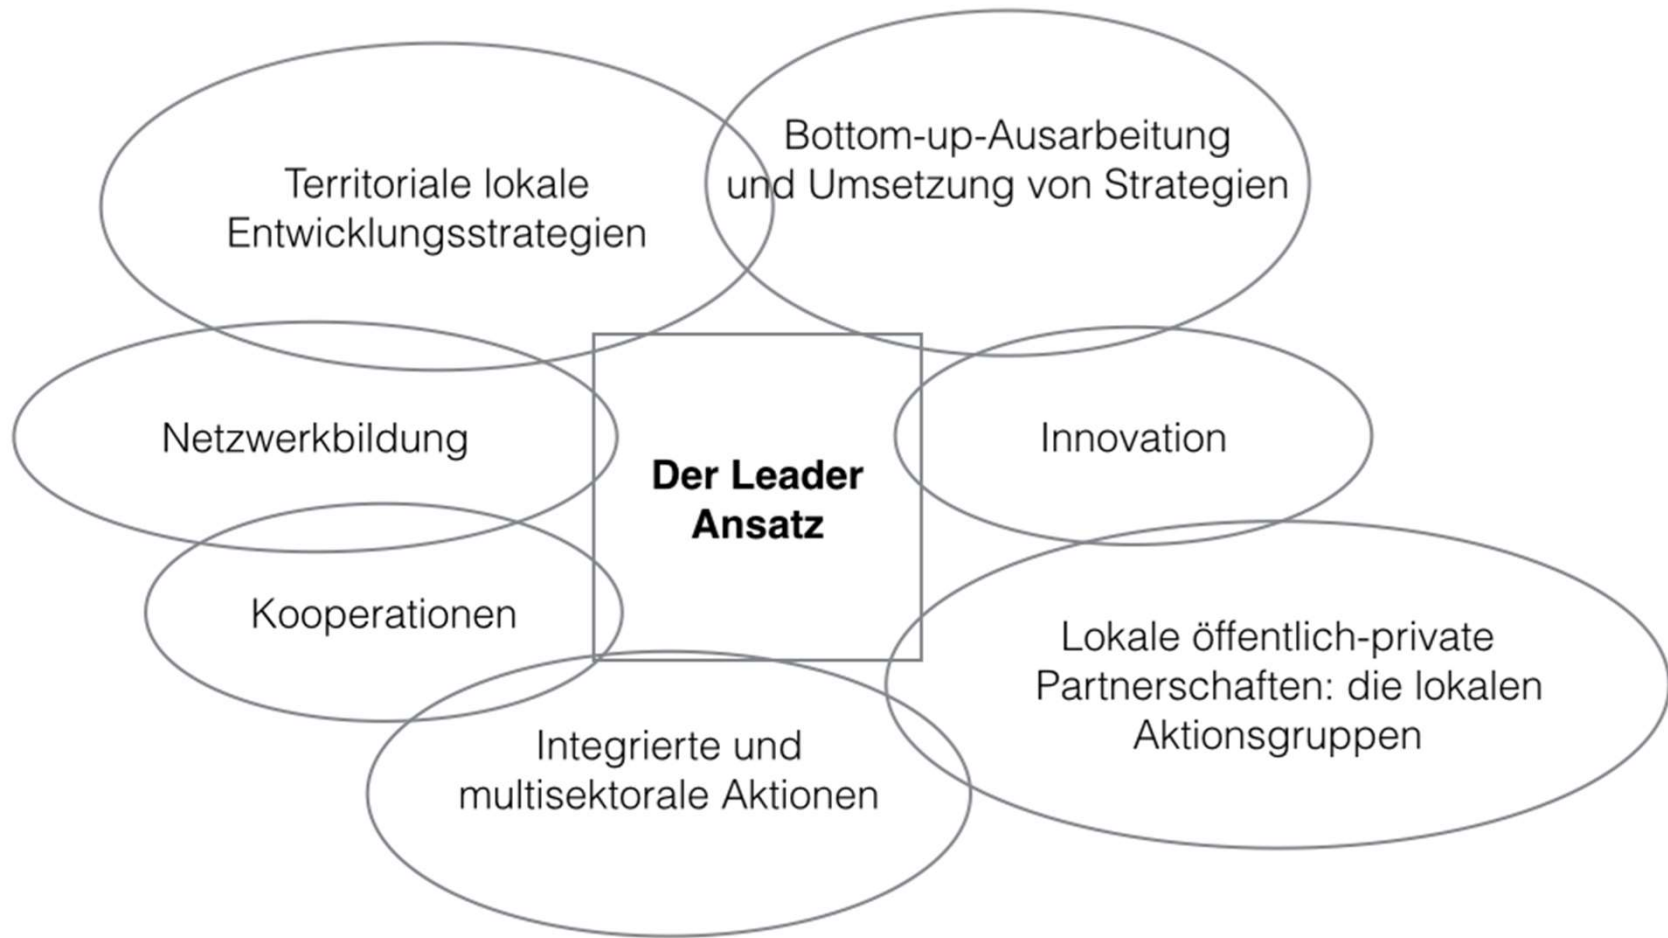 Territoriale lokale
Entwicklungsstrategien
Bottom-up-Ausarbeitung
und Umsetzung von Strategien
Netzwerkbildung
Der Leader
Ansatz
Innovation
Kooperationen
Lokale öffentlich-private
Partnerschaften: die lokalen
Aktionsgruppen
Integrierte und
multisektorale Aktionen